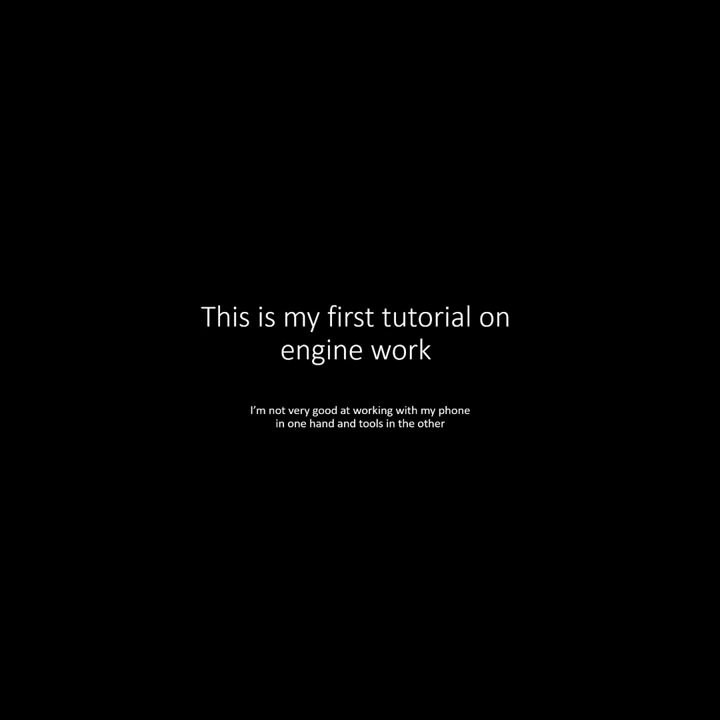 This is my first tutorial on
engine work
I'm not very good at working with my phone
in one hand and tools in the other